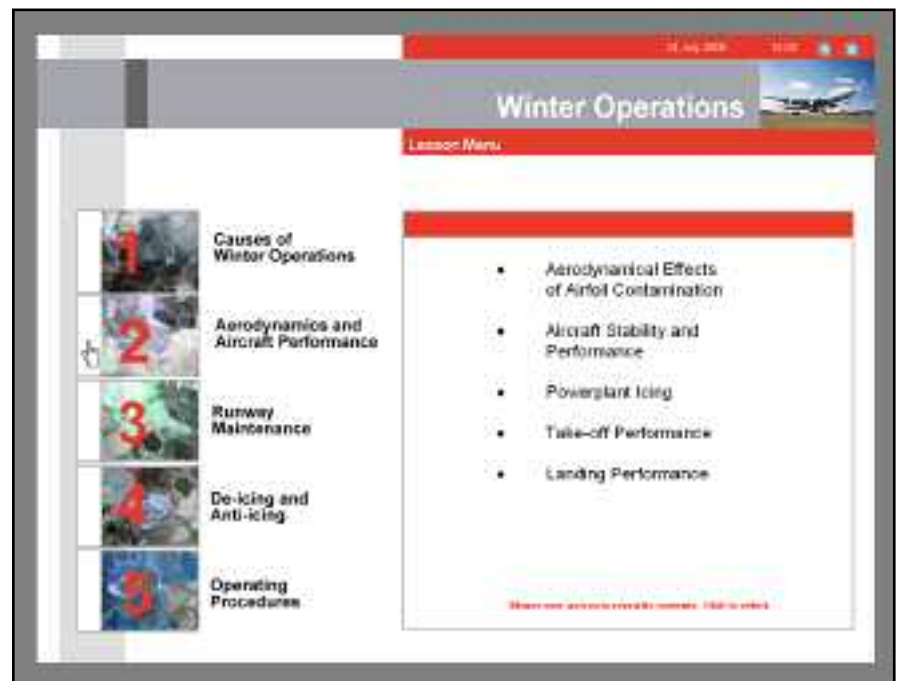 Winter Operations
Lesson Menu
1
Causes of
Winter Operations
2
Aerodynamics and
Aircraft Performance
3
Runway
Maintenance
4
De-icing and
Anti-icing
5
Operating
Procedures
• Aerodynamical Effects
of Airfoil Contamination
• Aircraft Stability and
Performance
• Powerplant Icing
• Take-off Performance
• Landing Performance